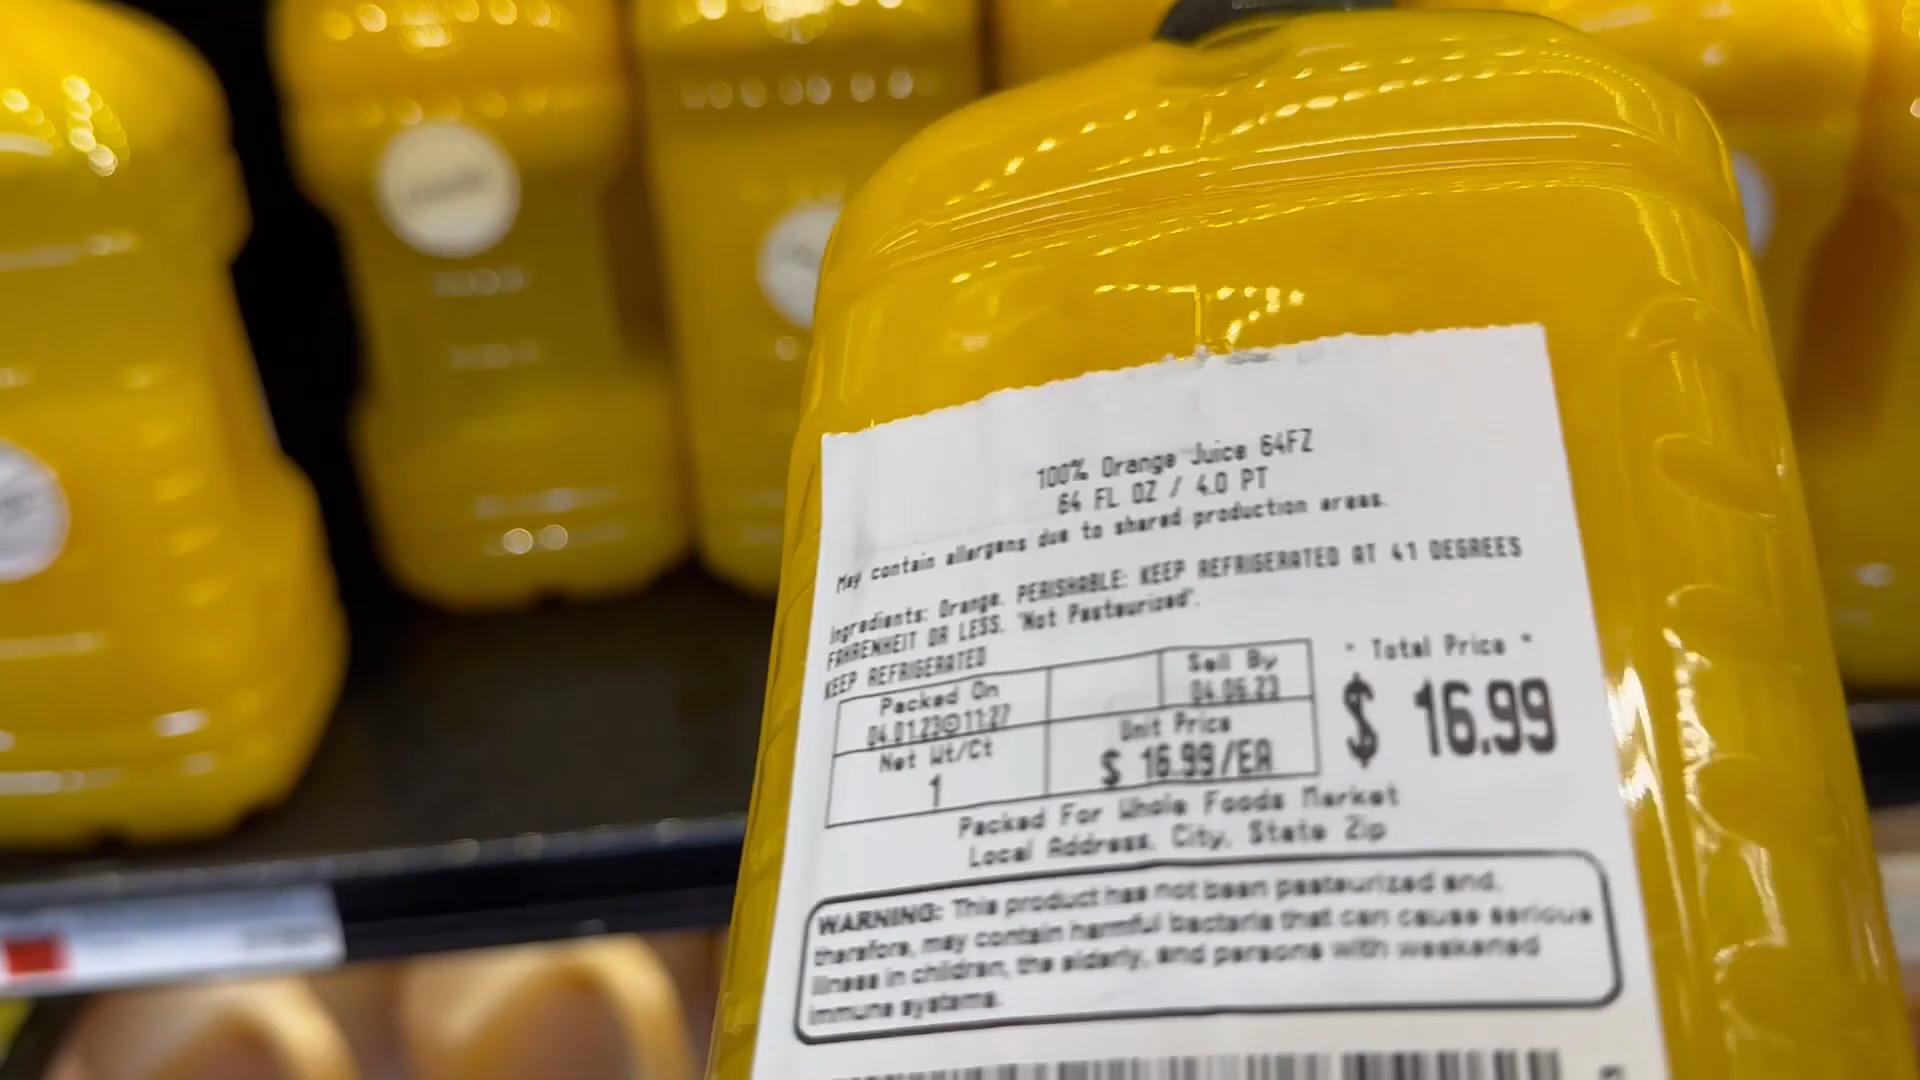 100% Orange Juice 64FZ
64 FL OZ / 4.0 PT
May contain allergens due to shared production areas.
Ingredients: Orange. PERISHABLE: KEEP REFRIGERATED AT 41 DEGREES
FAHRENHEIT OR LESS. 'Not Pasteurized'.
KEEP REFRIGERATED
Packed On
04.01.23@11:27
Sell By
04.06.23
Net Wt/Ct
1
Unit Price
$ 16.99/EA
* Total Price *
$ 16.99
Packed For Whole Foods Market
Local Address, City, State Zip
WARNING: This product has not been pasteurized and,
therefore, may contain harmful bacteria that can cause serious
illness in children, the elderly, and persons with weakened
immune systems.